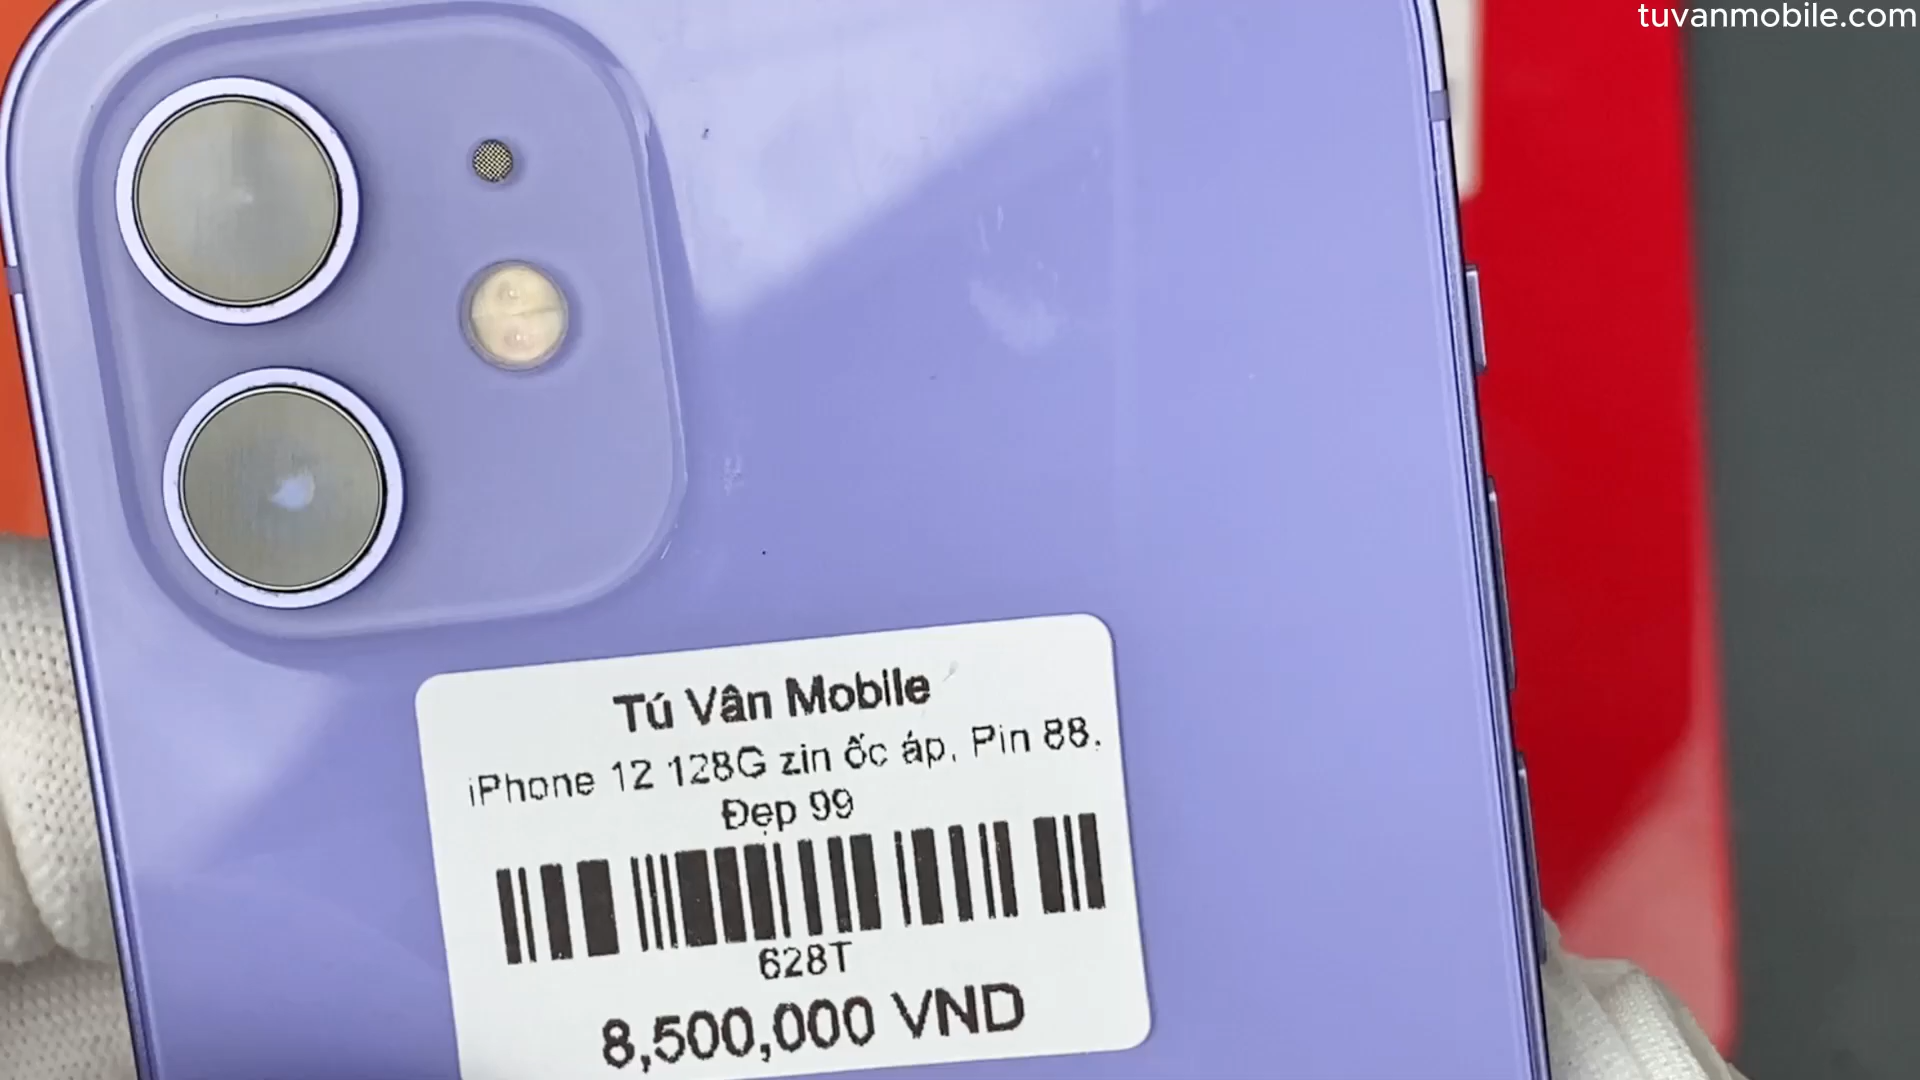 tuvanmobile.com
Tú Vân Mobile
iPhone 12 128G zin ốc áp. Pin 88.
Đẹp 99
628T
8,500,000 VND